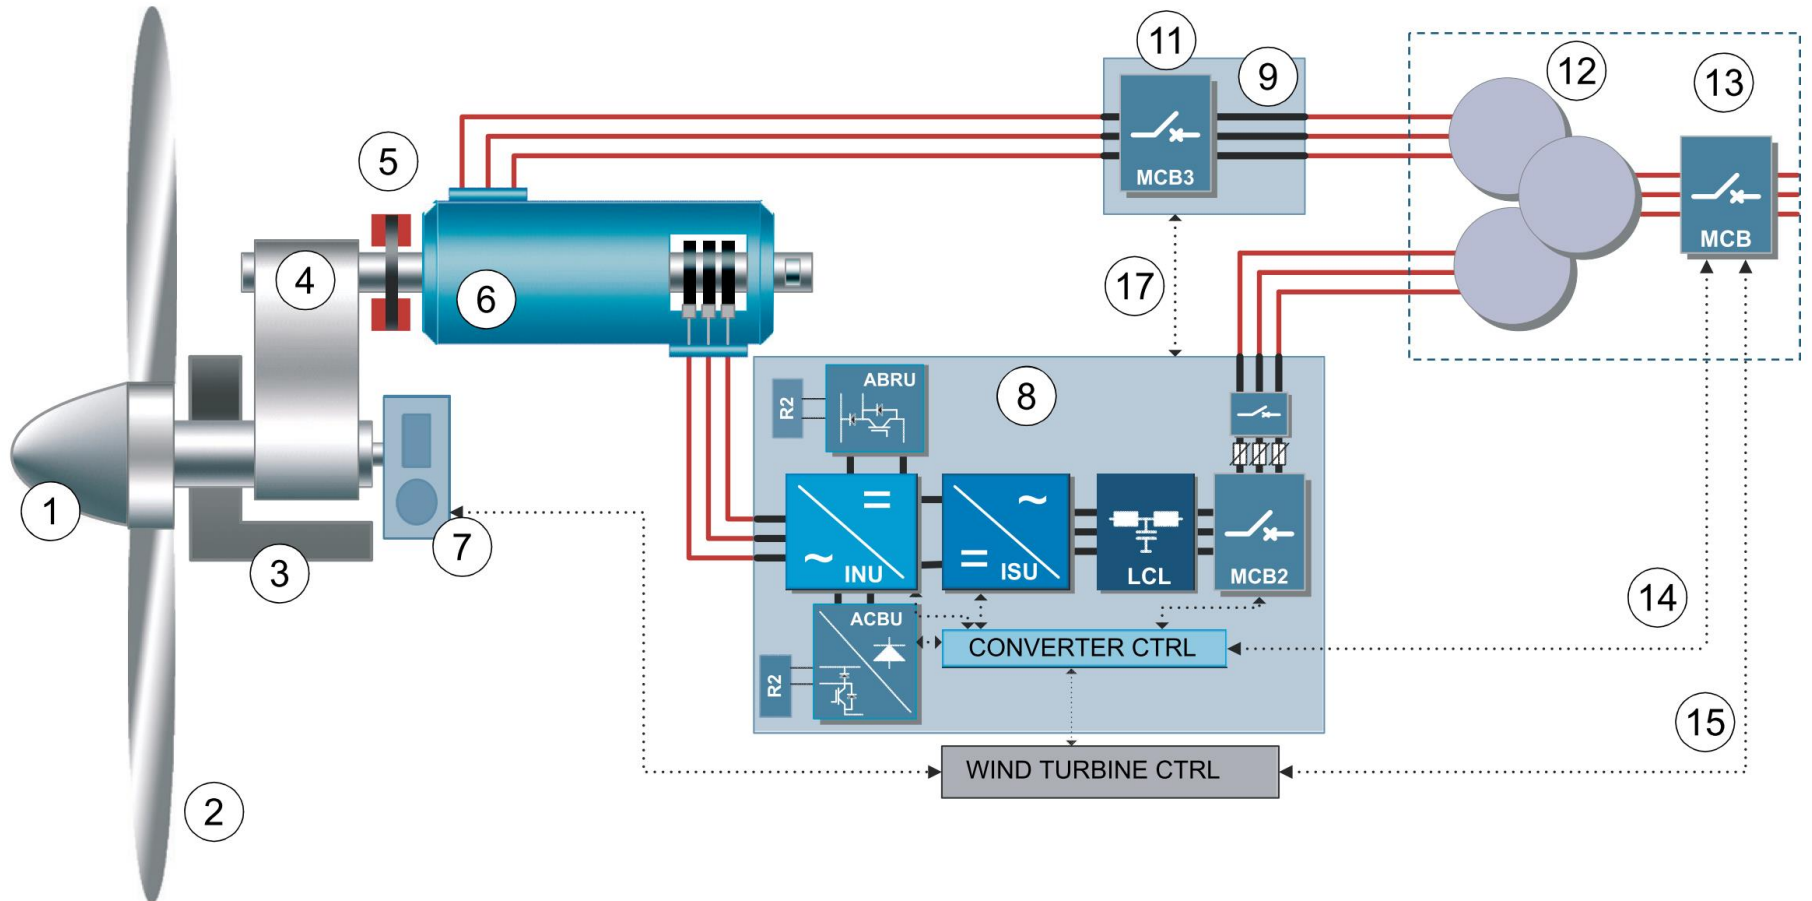 11
9
12
13
MCB3
MCB
5
4
6
17
14
15
1
2
3
7
8
ABRU
R2
=
~
INU
~
=
ISU
LCL
MCB2
ACBU
R2
CONVERTER CTRL
WIND TURBINE CTRL